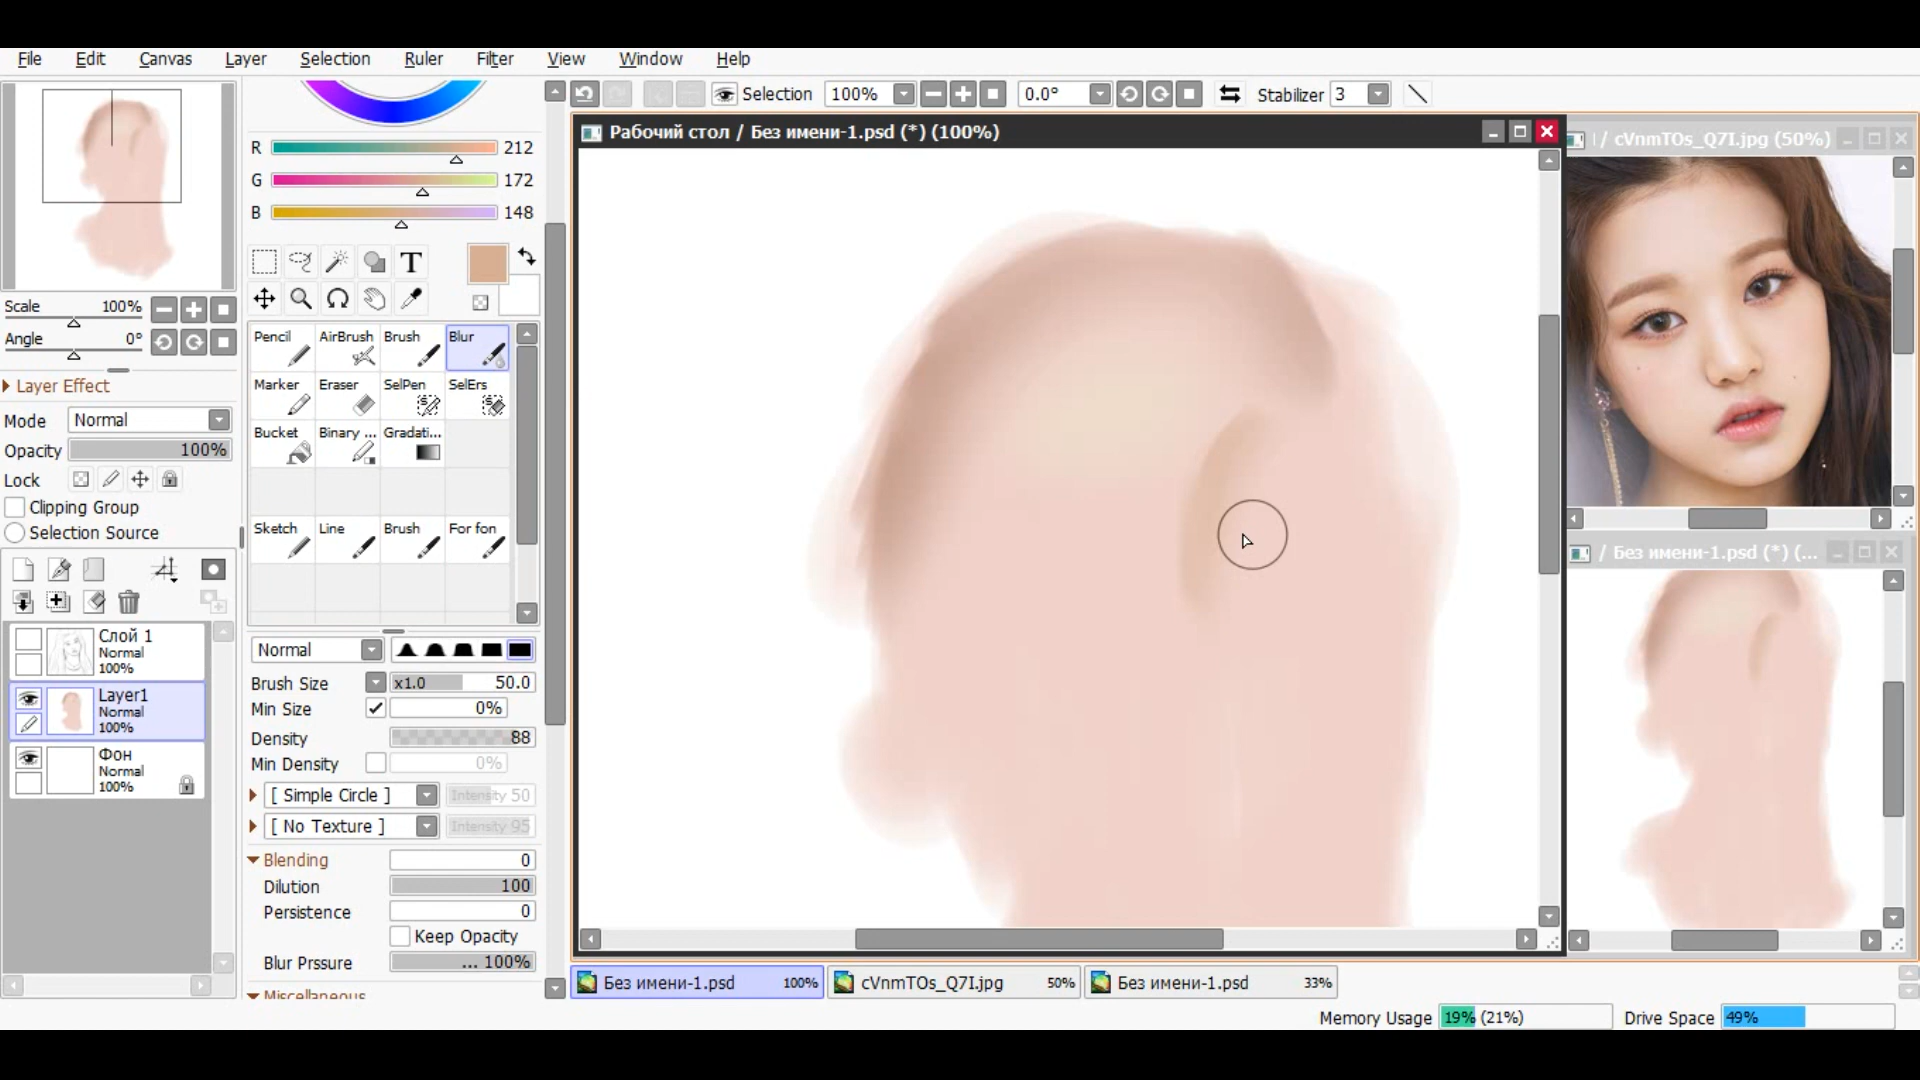 File Edit Canvas Layer Selection Ruler Filter View Window Help
Selection 100% 0.0° Stabilizer 3
Scale 100%
Angle 0°
Layer Effect
Mode Normal
Opacity 100%
Lock
Clipping Group
Selection Source
Слой 1
Normal
100%
Layer1
Normal
100%
Фон
Normal
100%
R 212
G 172
B 148
T
Pencil AirBrush Brush Blur
Marker Eraser SelPen SelErs
Bucket Binary ... Gradati...
Sketch Line Brush For fon
Normal
Brush Size x1.0 50.0
Min Size 0%
Density 88
Min Density 0%
[ Simple Circle ] Intensity 50
[ No Texture ] Intensity 95
Blending 0
Dilution 100
Persistence 0
Keep Opacity
Blur Prssure ... 100%
Miscellaneous
Рабочий стол / Без имени-1.psd (*) (100%)
/ cVnmTOs_Q7I.jpg (50%)
/ Без имени-1.psd (*) (...
Без имени-1.psd 100% cVnmTOs_Q7I.jpg 50% Без имени-1.psd 33%
Memory Usage 19% (21%) Drive Space 49%